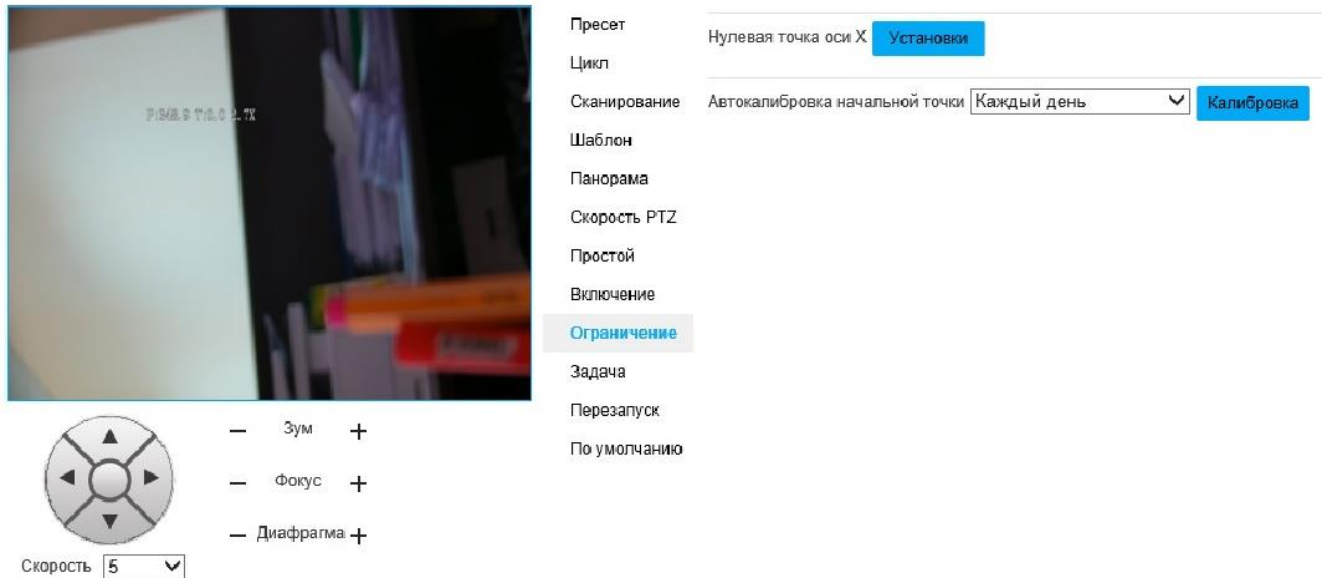 Пресет
Цикл
Сканирование
Шаблон
Панорама
Скорость PTZ
Простой
Включение
Ограничение
Задача
Перезапуск
По умолчанию
Нулевая точка оси X Установки
Автокалибровка начальной точки Каждый день Калибровка
− Зум +
− Фокус +
− Диафрагма +
Скорость 5